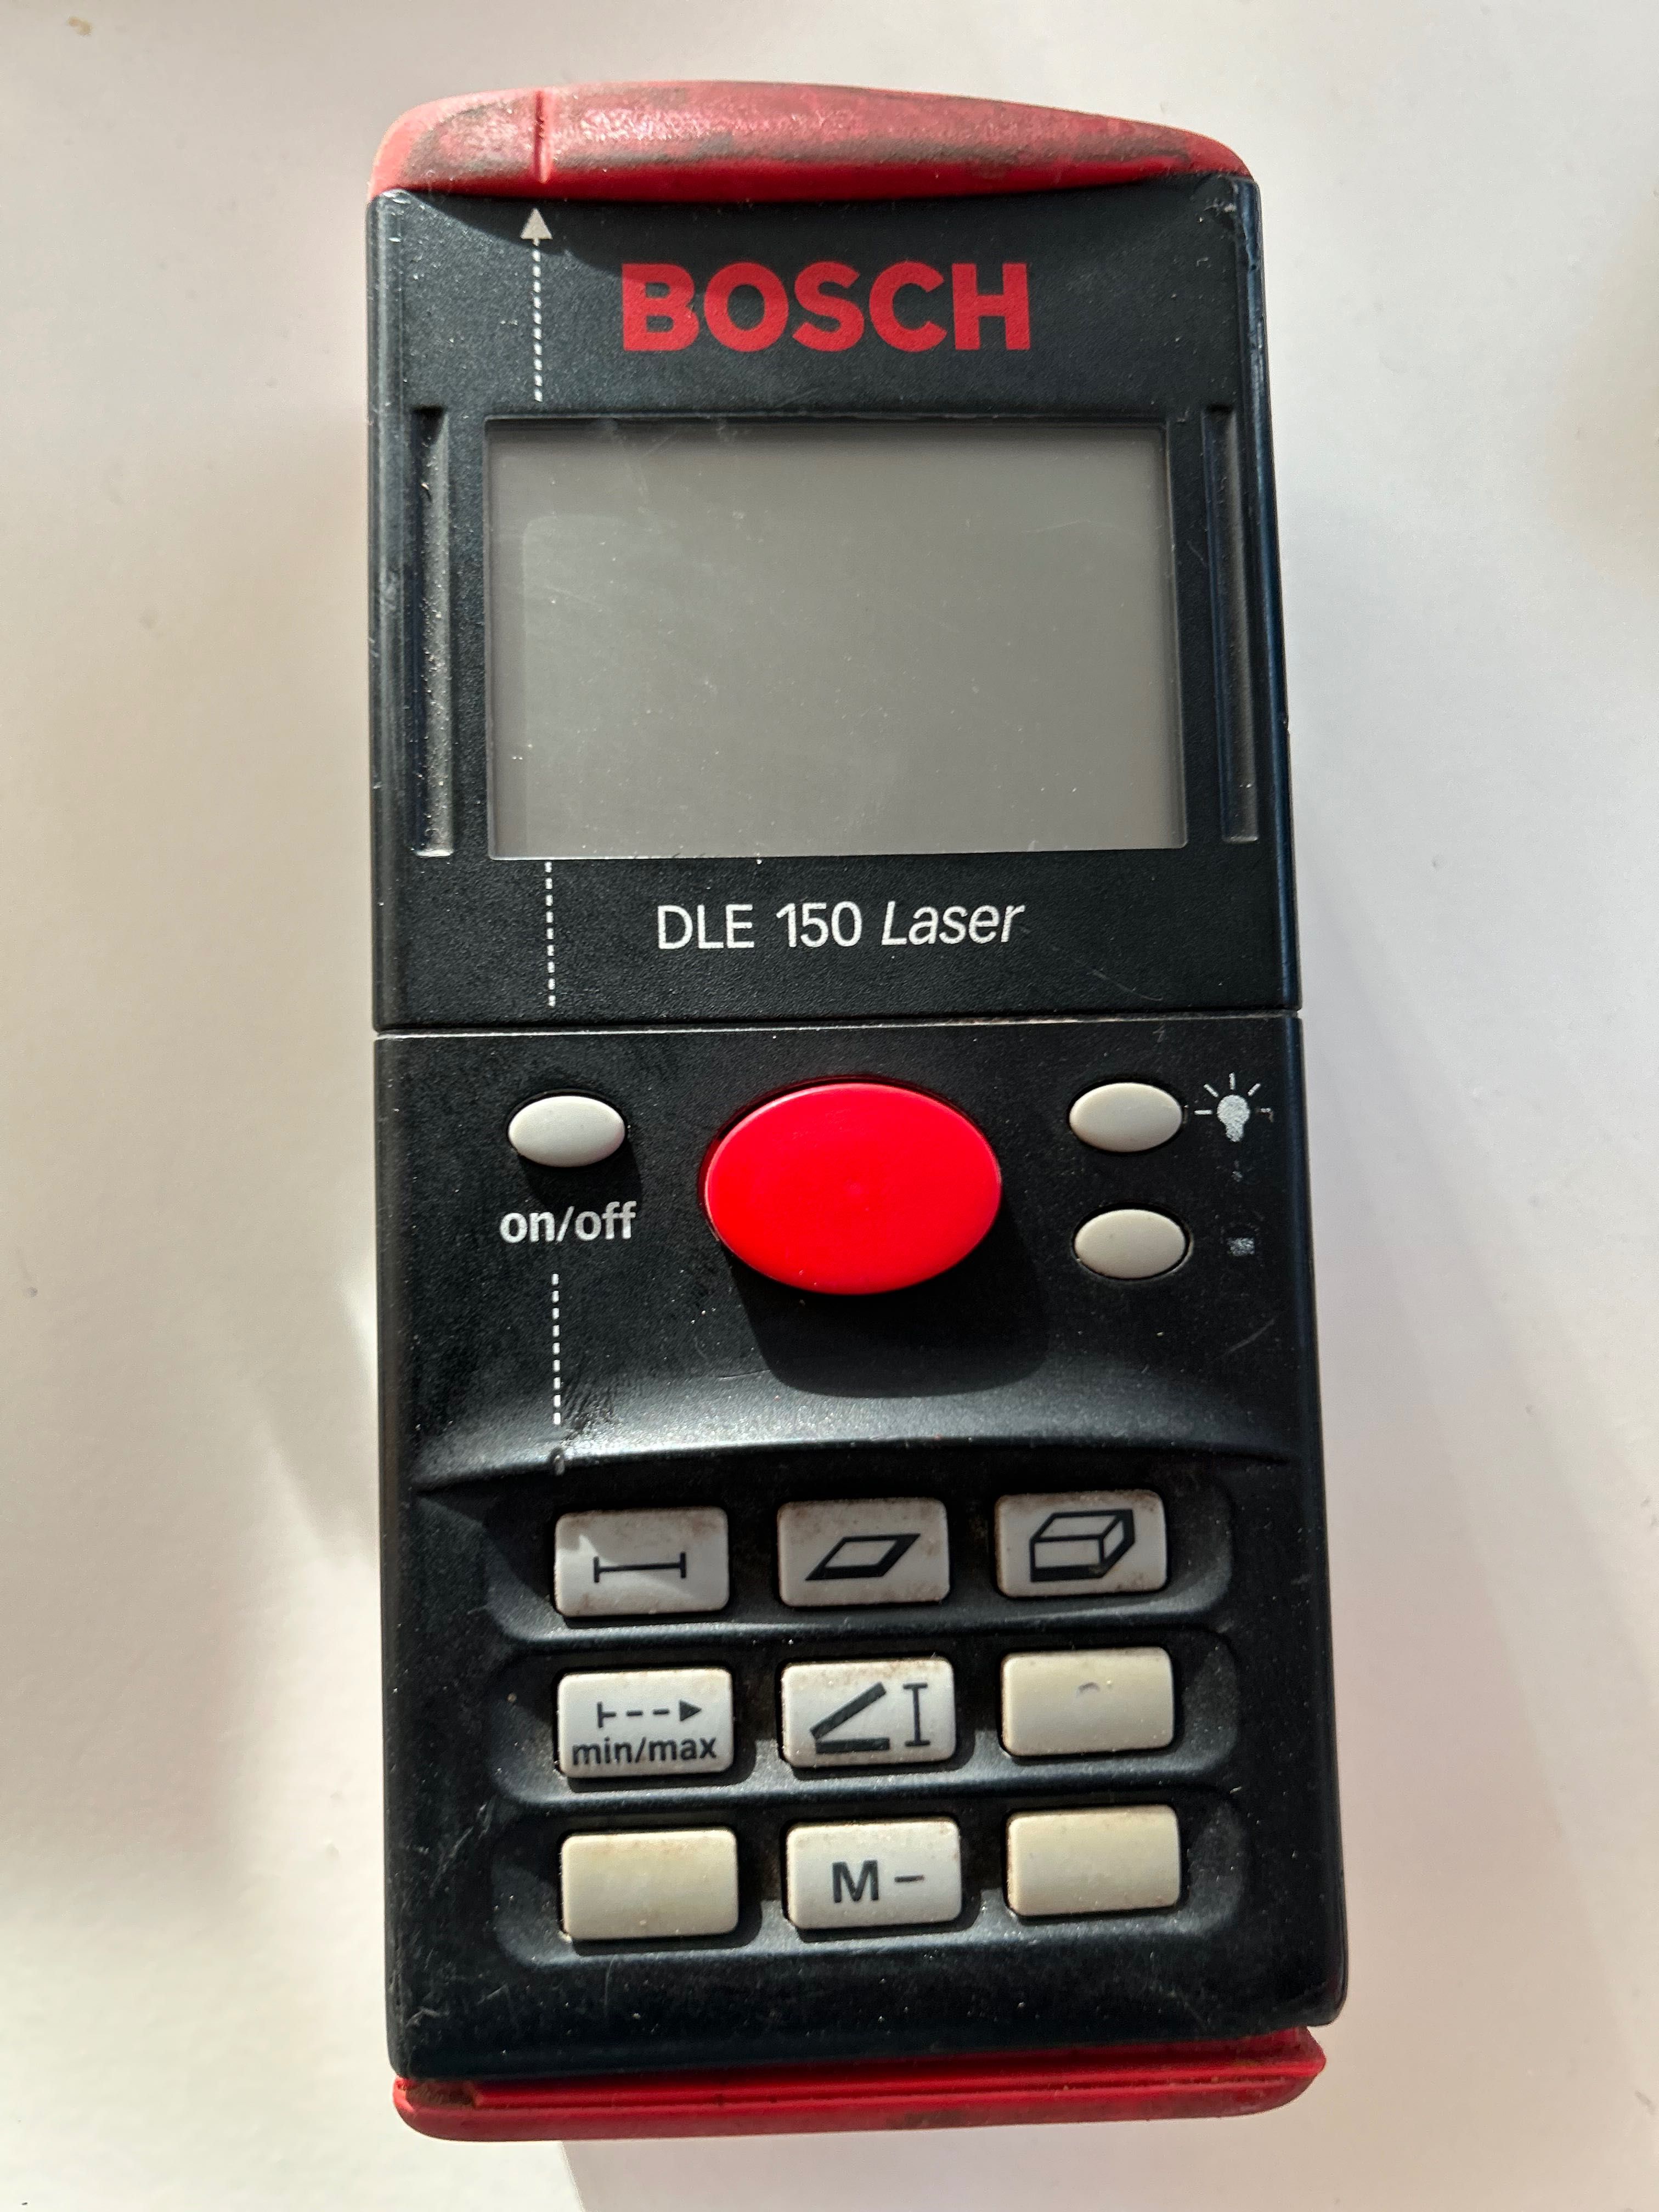 BOSCH
DLE 150 Laser
on/off
min/max
M –